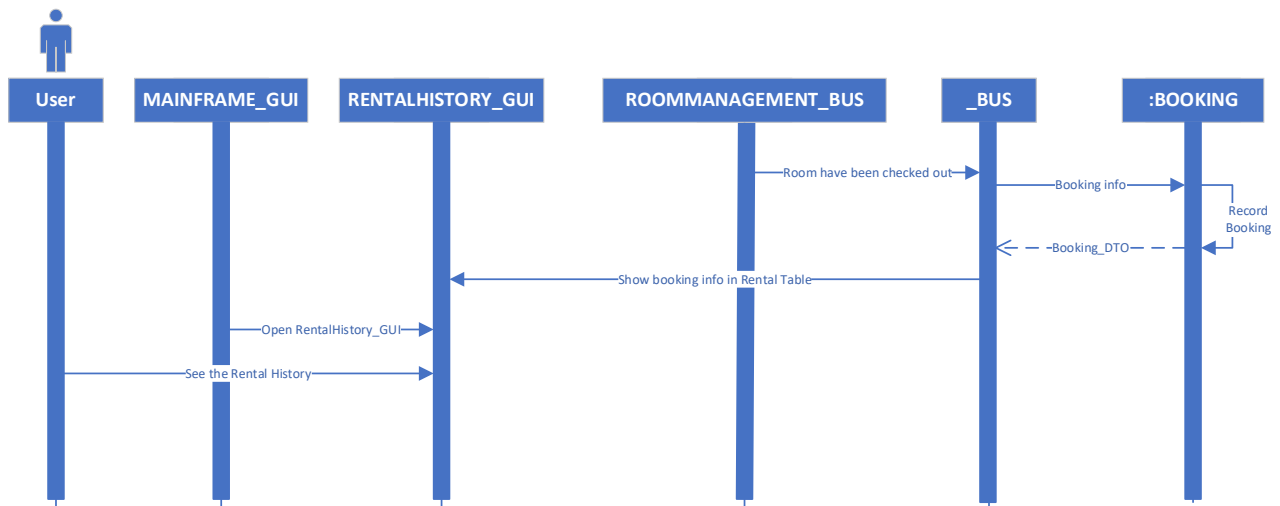 User
MAINFRAME_GUI
RENTALHISTORY_GUI
ROOMMANAGEMENT_BUS
_BUS
:BOOKING
Room have been checked out
Booking info
Record
Booking
Booking_DTO
Show booking info in Rental Table
Open RentalHistory_GUI
See the Rental History